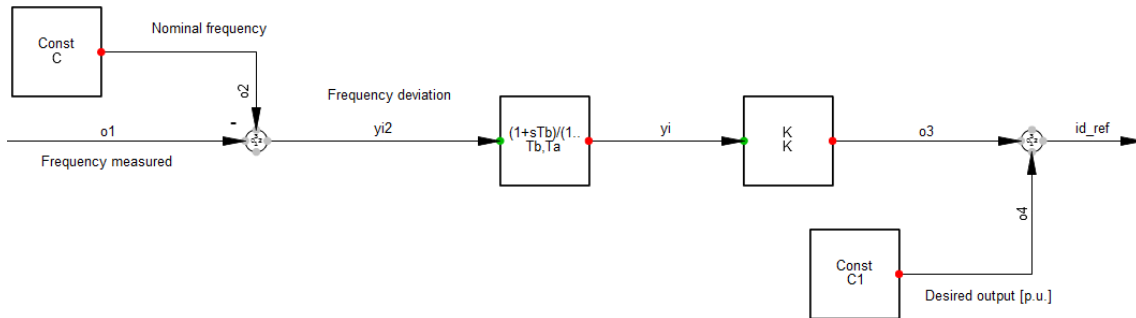 Const
C
Nominal frequency
o2
-
o1
Frequency measured
Frequency deviation
yi2
(1+sTb)/(1..
Tb,Ta
yi
K
K
o3
id_ref
o4
Const
C1
Desired output [p.u.]